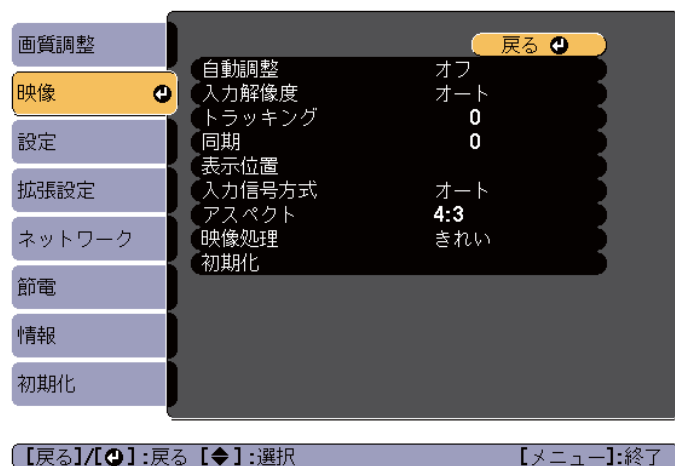 画質調整
映像
設定
拡張設定
ネットワーク
節電
情報
初期化
戻る
自動調整 オフ
入力解像度 オート
トラッキング 0
同期 0
表示位置
入力信号方式 オート
アスペクト 4:3
映像処理 きれい
初期化
【戻る】/【】:戻る 【◆】:選択 【メニュー】:終了